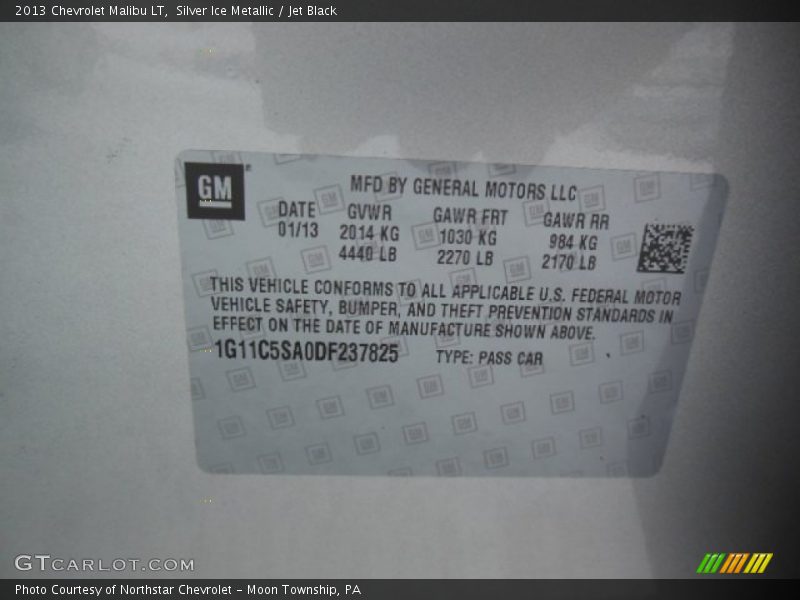 2013 Chevrolet Malibu LT, Silver Ice Metallic / Jet Black
GM
MFD BY GENERAL MOTORS LLC
DATE GVWR GAWR FRT GAWR RR
01/13 2014 KG 1030 KG 984 KG
4440 LB 2270 LB 2170 LB
THIS VEHICLE CONFORMS TO ALL APPLICABLE U.S. FEDERAL MOTOR
VEHICLE SAFETY, BUMPER, AND THEFT PREVENTION STANDARDS IN
EFFECT ON THE DATE OF MANUFACTURE SHOWN ABOVE.
1G11C5SA0DF237825 TYPE: PASS CAR
GTCARLOT.COM
Photo Courtesy of Northstar Chevrolet - Moon Township, PA